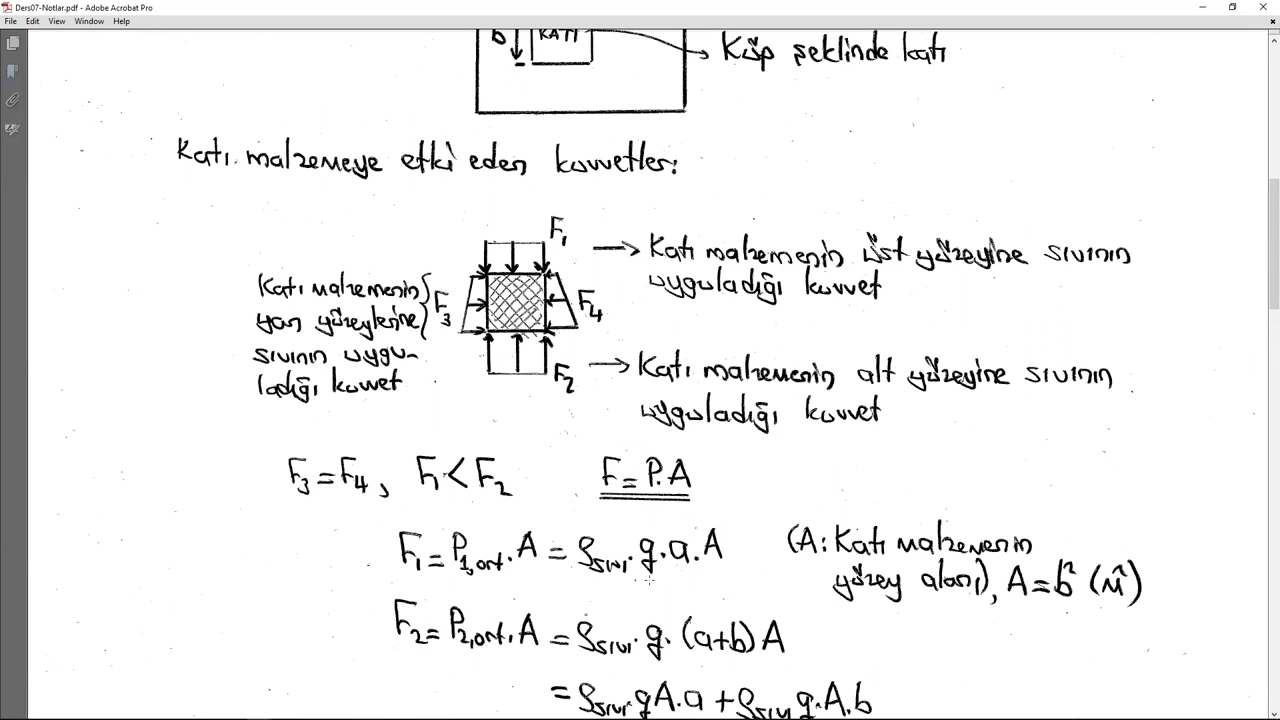 Ders07-Notlar.pdf - Adobe Acrobat Pro
File Edit View Window Help
b KATI
Küp şeklinde katı
Katı malzemeye etki eden kuvvetler:
F₁ → Katı malzemenin üst yüzeyine sıvının
uyguladığı kuvvet
Katı malzemenin
yan yüzeylerine
sıvının uygu-
ladığı kuvvet
F₃
F₄
F₂ → Katı malzemenin alt yüzeyine sıvının
uyguladığı kuvvet
F₃ = F₄, F₁ < F₂ F = P.A
F₁ = P₁,ort. A = ρsıvı.g.a.A (A: Katı malzemenin
yüzey alanı), A = b² (m²)
F₂ = P₂,ort. A = ρsıvı.g.(a+b) A
= ρsıvı.gA.a + ρsıvı g.A.b